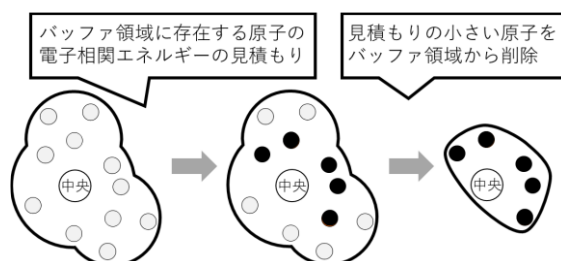 バッファ領域に存在する原子の
電子相関エネルギーの見積もり
見積もりの小さい原子を
バッファ領域から削除
中央
中央
中央